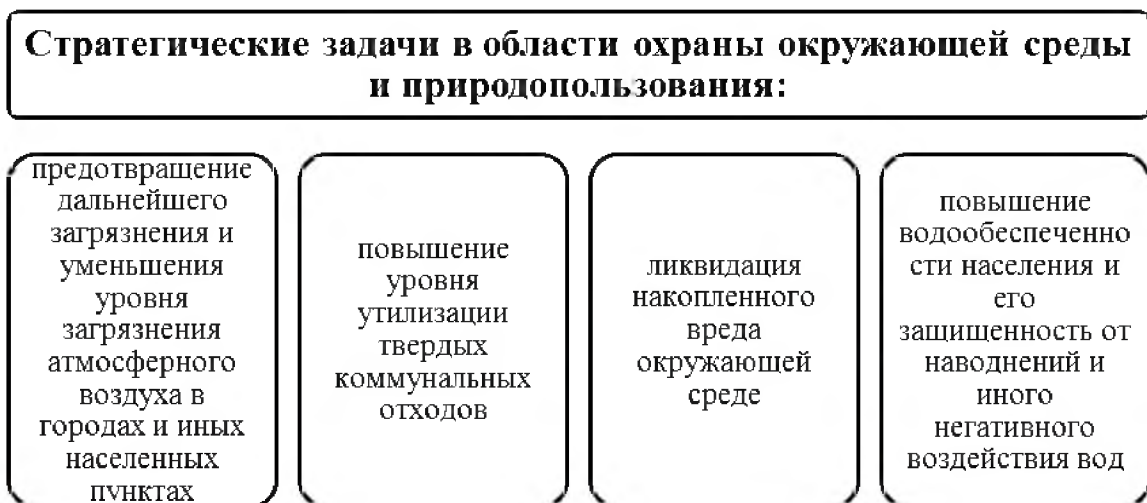 Стратегические задачи в области охраны окружающей среды
и природопользования:
предотвращение
дальнейшего
загрязнения и
уменьшения
уровня
загрязнения
атмосферного
воздуха в
городах и иных
населенных
пунктах
повышение
уровня
утилизации
твердых
коммунальных
отходов
ликвидация
накопленного
вреда
окружающей
среде
повышение
водообеспеченно
сти населения и
его
защищенность от
наводнений и
иного
негативного
воздействия вод